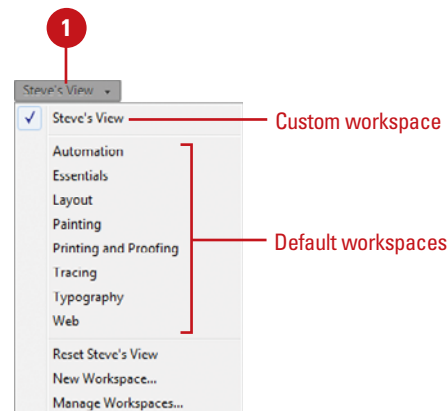 1
Steve's View
Steve's View
Custom workspace
Automation
Essentials
Layout
Painting
Printing and Proofing
Default workspaces
Tracing
Typography
Web
Reset Steve's View
New Workspace...
Manage Workspaces...